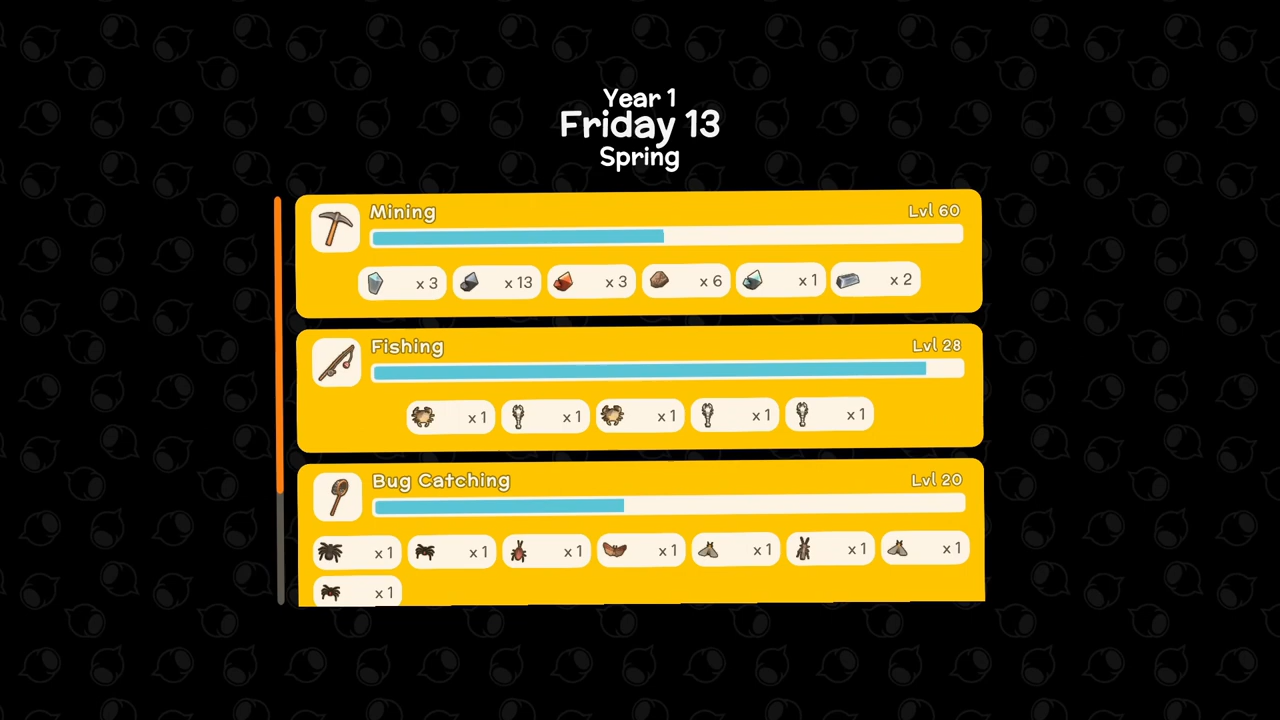 Year 1
Friday 13
Spring
Mining Lvl 60
x 3 x 13 x 3 x 6 x 1 x 2
Fishing Lvl 28
x 1 x 1 x 1 x 1 x 1
Bug Catching Lvl 20
x 1 x 1 x 1 x 1 x 1 x 1 x 1
x 1